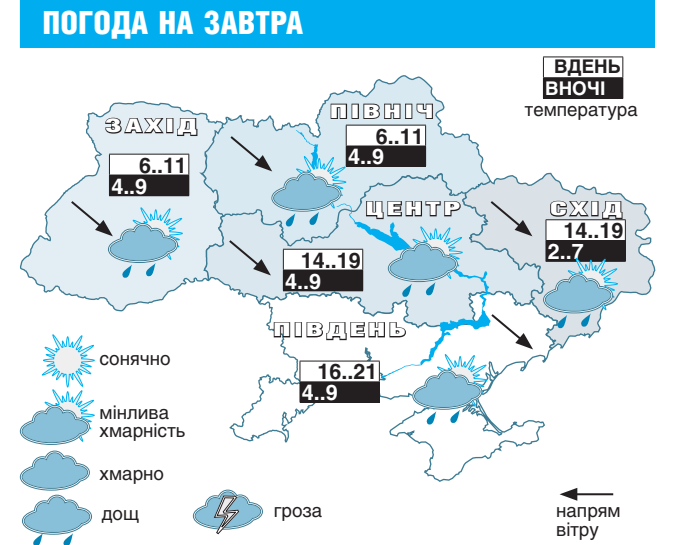 ПОГОДА НА ЗАВТРА
ВДЕНЬ
ВНОЧІ
температура
ПІВНІЧ
6..11
4..9
ЗАХІД
6..11
4..9
ЦЕНТР
14..19
4..9
СХІД
14..19
2..7
ПІВДЕНЬ
16..21
4..9
сонячно
мінлива
хмарність
хмарно
дощ
гроза
напрям
вітру